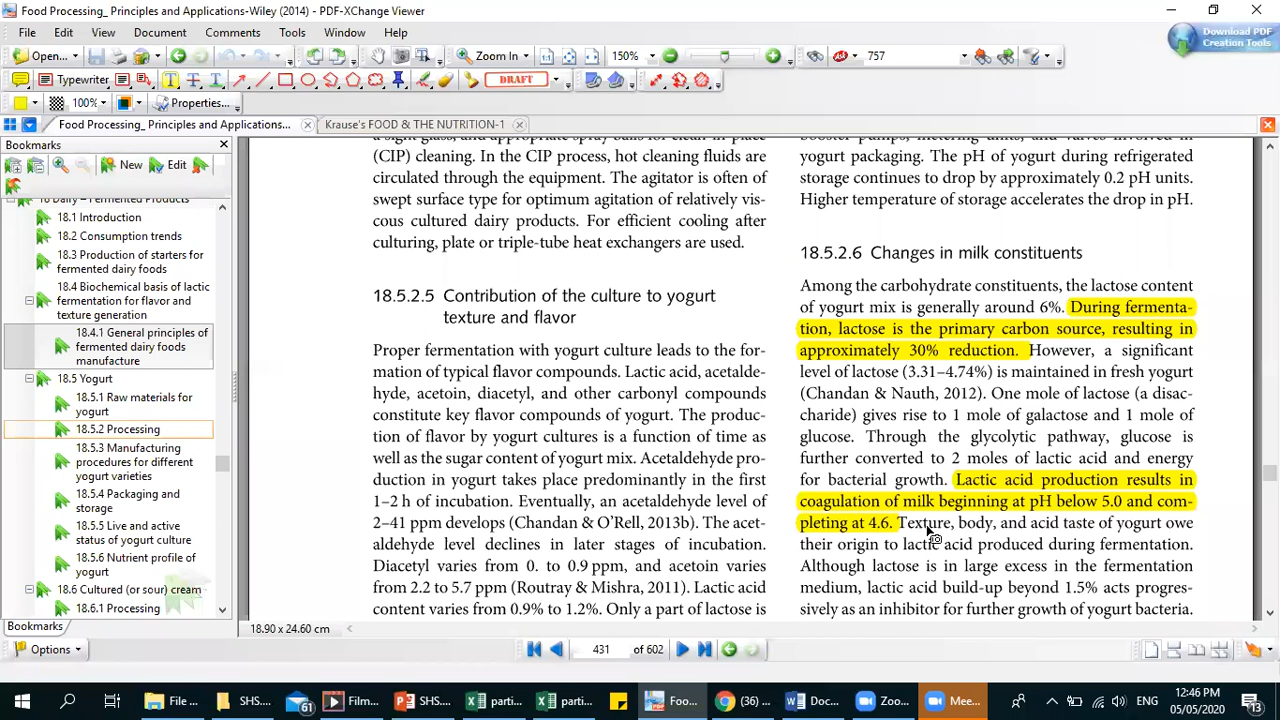 Food Processing_ Principles and Applications-Wiley (2014) - PDF-XChange Viewer
File Edit View Document Comments Tools Window Help
Download PDF
Creation Tools
Open... Zoom In 150% 757
Typewriter DRAFT
100% Properties...
Food Processing_ Principles and Applications... Krause's FOOD & THE NUTRITION-1
Bookmarks
New Edit
18.1 Introduction
18.2 Consumption trends
18.3 Production of starters for
fermented dairy foods
18.4 Biochemical basis of lactic
fermentation for flavor and
texture generation
18.4.1 General principles of
fermented dairy foods
manufacture
18.5 Yogurt
18.5.1 Raw materials for
yogurt
18.5.2 Processing
18.5.3 Manufacturing
procedures for different
yogurt varieties
18.5.4 Packaging and
storage
18.5.5 Live and active
status of yogurt culture
18.5.6 Nutrient profile of
yogurt
18.6 Cultured (or sour) cream
18.6.1 Processing
Bookmarks
(CIP) cleaning. In the CIP process, hot cleaning fluids are
circulated through the equipment. The agitator is often of
swept surface type for optimum agitation of relatively vis-
cous cultured dairy products. For efficient cooling after
culturing, plate or triple-tube heat exchangers are used.
18.5.2.5 Contribution of the culture to yogurt
texture and flavor
Proper fermentation with yogurt culture leads to the for-
mation of typical flavor compounds. Lactic acid, acetalde-
hyde, acetoin, diacetyl, and other carbonyl compounds
constitute key flavor compounds of yogurt. The produc-
tion of flavor by yogurt cultures is a function of time as
well as the sugar content of yogurt mix. Acetaldehyde pro-
duction in yogurt takes place predominantly in the first
1–2 h of incubation. Eventually, an acetaldehyde level of
2–41 ppm develops (Chandan & O'Rell, 2013b). The acet-
aldehyde level declines in later stages of incubation.
Diacetyl varies from 0. to 0.9 ppm, and acetoin varies
from 2.2 to 5.7 ppm (Routray & Mishra, 2011). Lactic acid
content varies from 0.9% to 1.2%. Only a part of lactose is
yogurt packaging. The pH of yogurt during refrigerated
storage continues to drop by approximately 0.2 pH units.
Higher temperature of storage accelerates the drop in pH.
18.5.2.6 Changes in milk constituents
Among the carbohydrate constituents, the lactose content
of yogurt mix is generally around 6%. During fermenta-
tion, lactose is the primary carbon source, resulting in
approximately 30% reduction. However, a significant
level of lactose (3.31–4.74%) is maintained in fresh yogurt
(Chandan & Nauth, 2012). One mole of lactose (a disac-
charide) gives rise to 1 mole of galactose and 1 mole of
glucose. Through the glycolytic pathway, glucose is
further converted to 2 moles of lactic acid and energy
for bacterial growth. Lactic acid production results in
coagulation of milk beginning at pH below 5.0 and com-
pleting at 4.6. Texture, body, and acid taste of yogurt owe
their origin to lactic acid produced during fermentation.
Although lactose is in large excess in the fermentation
medium, lactic acid build-up beyond 1.5% acts progres-
sively as an inhibitor for further growth of yogurt bacteria.
18.90 x 24.60 cm
Options 431 of 602
File ... SHS... 61 Film... SHS... parti... parti... Foo... (36) ... Doc... Zoo... Mee... ENG 12:46 PM
05/05/2020 13